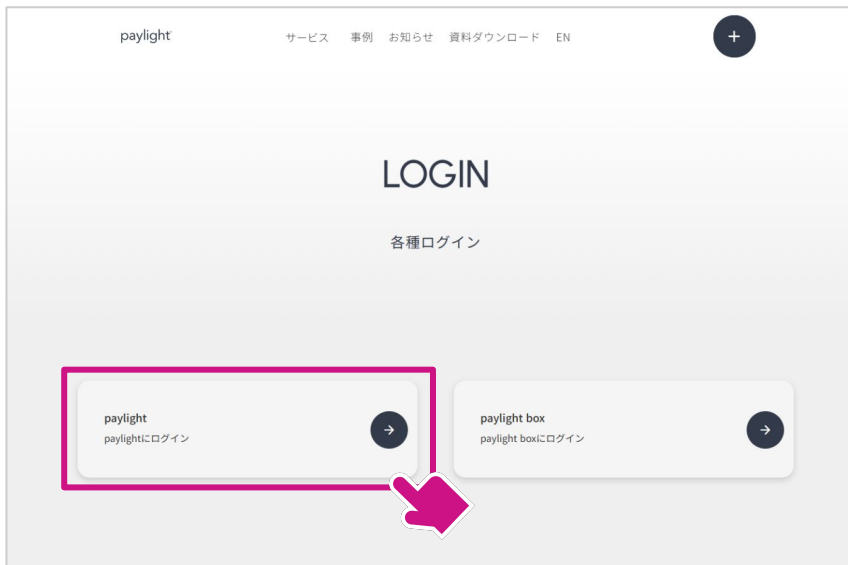 paylight
サービス 事例 お知らせ 資料ダウンロード EN
LOGIN
各種ログイン
paylight
paylightにログイン
paylight box
paylight boxにログイン